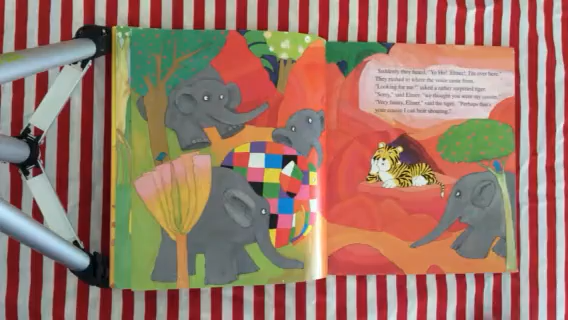 Suddenly they heard, "Yo Ho! Elmer!, I'm over here."
They rushed to where the voice came from.
"Looking for me?" asked a rather surprised tiger.
"Sorry," said Elmer, "we thought you were my cousin."
"Very funny, Elmer," said the tiger. "Perhaps that's
your cousin I can hear shouting."